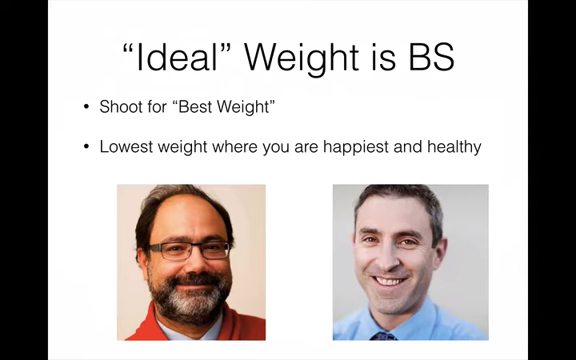 “Ideal” Weight is BS
• Shoot for “Best Weight”
• Lowest weight where you are happiest and healthy